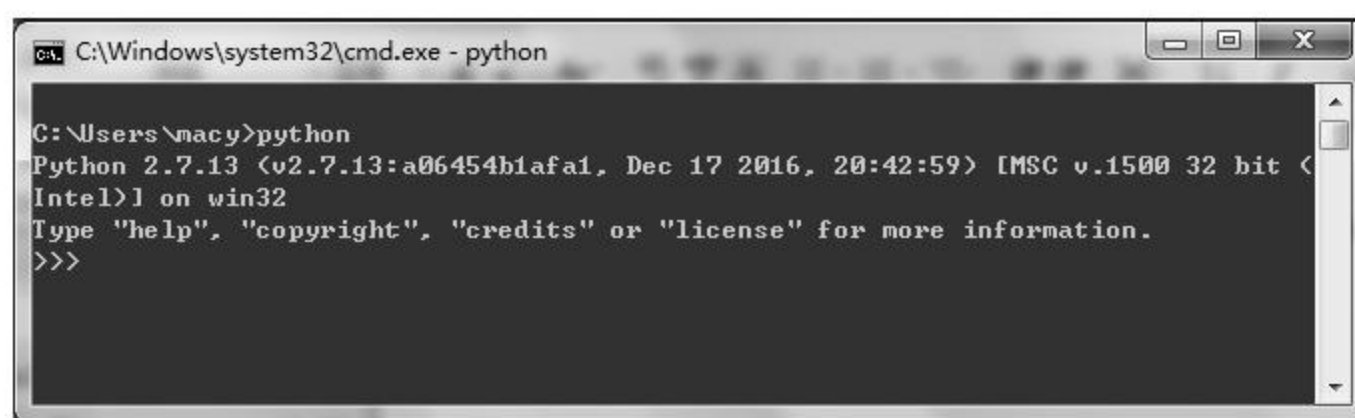 C:\Windows\system32\cmd.exe - python
C:\Users\macy>python
Python 2.7.13 (v2.7.13:a06454b1afa1, Dec 17 2016, 20:42:59) [MSC v.1500 32 bit (
Intel)] on win32
Type "help", "copyright", "credits" or "license" for more information.
>>>